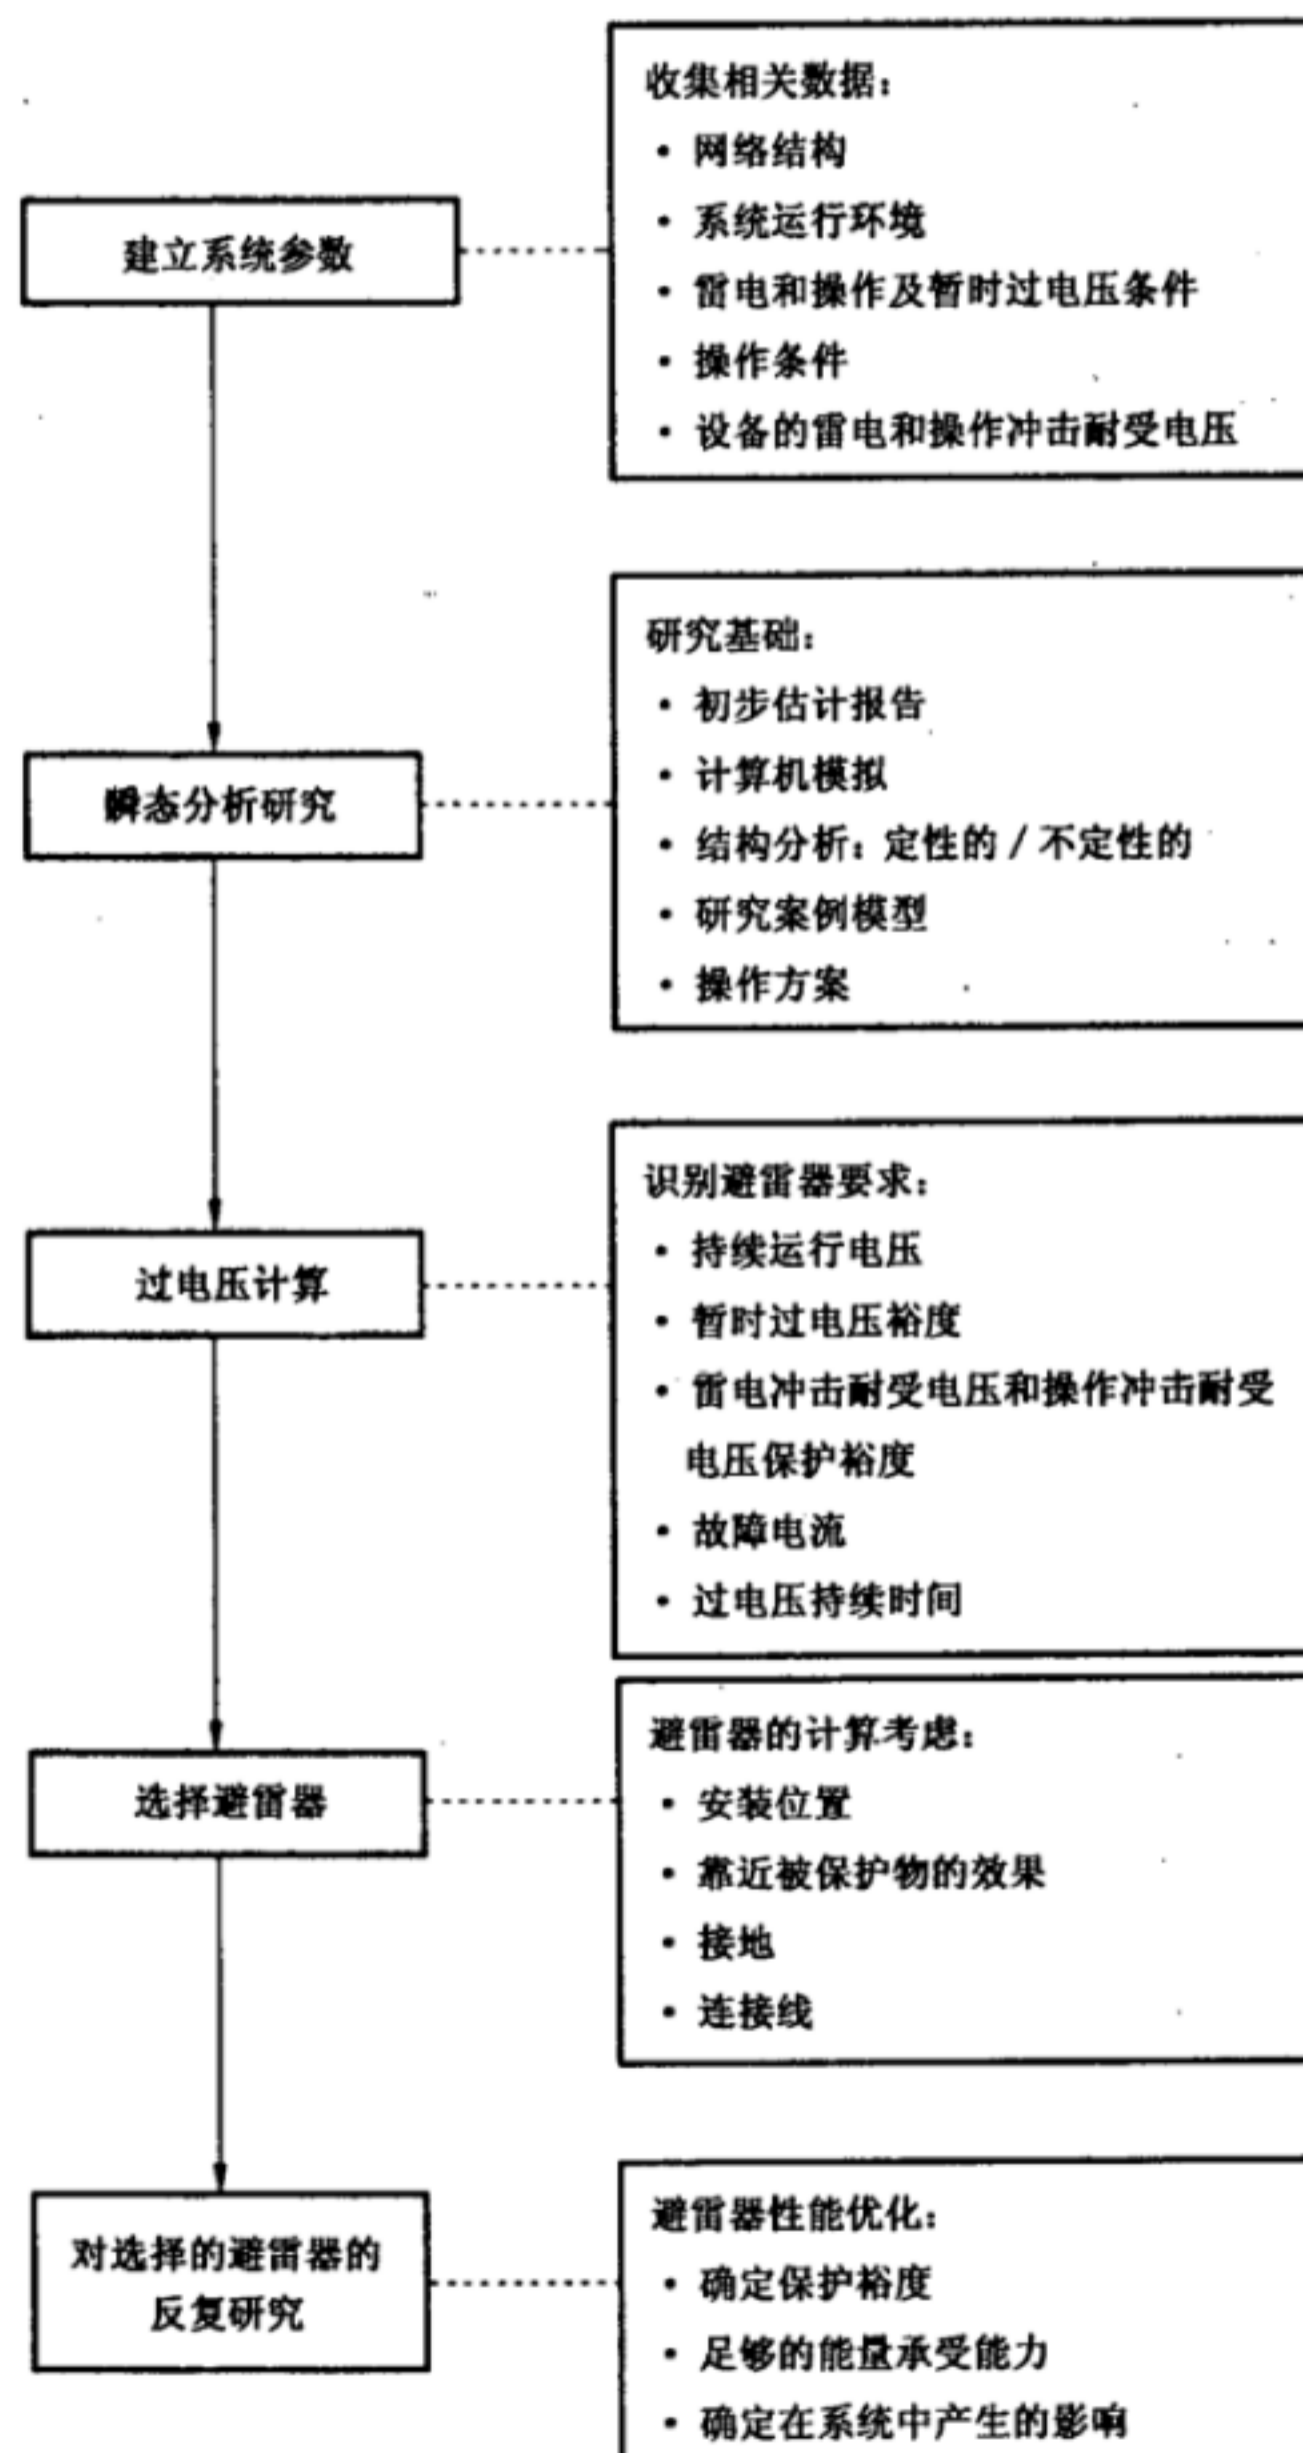 收集相关数据：
· 网络结构
· 系统运行环境
· 雷电和操作及暂时过电压条件
· 操作条件
· 设备的雷电和操作冲击耐受电压
建立系统参数
研究基础：
· 初步估计报告
· 计算机模拟
· 结构分析：定性的 / 不定性的
· 研究案例模型
· 操作方案
瞬态分析研究
识别避雷器要求：
· 持续运行电压
· 暂时过电压裕度
· 雷电冲击耐受电压和操作冲击耐受
电压保护裕度
· 故障电流
· 过电压持续时间
过电压计算
避雷器的计算考虑：
· 安装位置
· 靠近被保护物的效果
· 接地
· 连接线
选择避雷器
避雷器性能优化：
· 确定保护裕度
· 足够的能量承受能力
· 确定在系统中产生的影响
对选择的避雷器的
反复研究